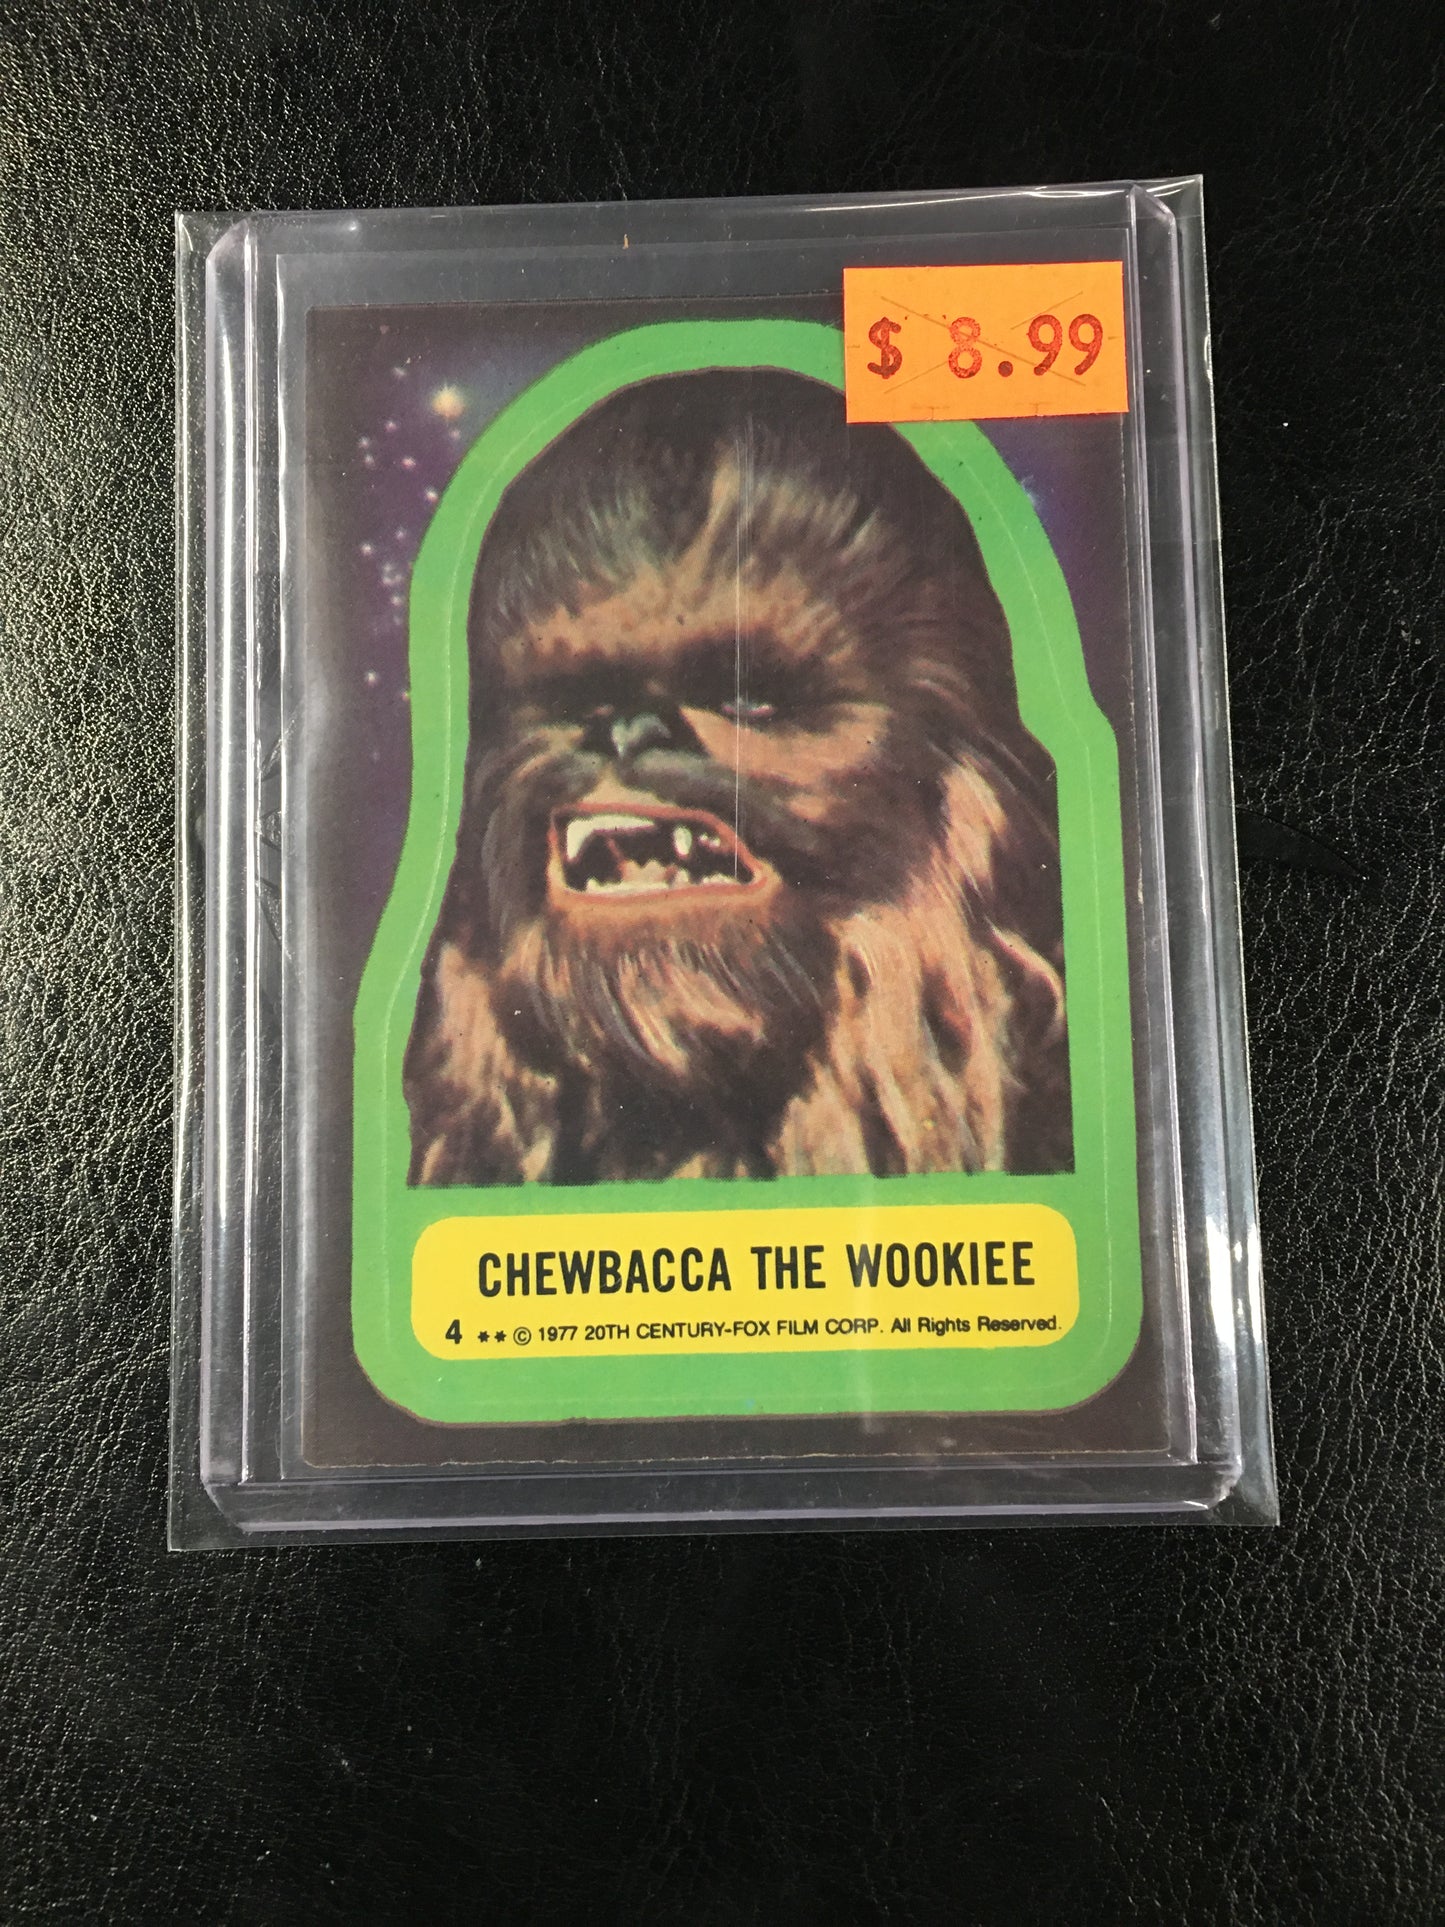 $ 8.99
CHEWBACCA THE WOOKIEE
4 ** © 1977 20TH CENTURY-FOX FILM CORP. All Rights Reserved.